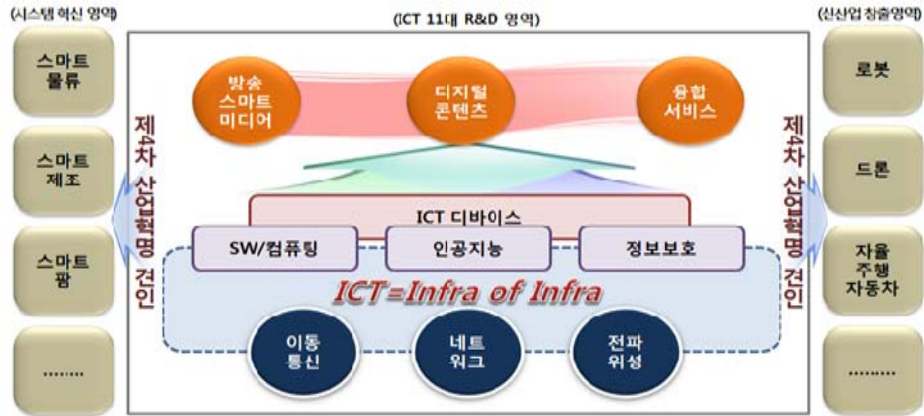 (시스템 혁신 영역)
(ICT 11대 R&D 영역)
(신산업 창출영역)
스마트
물류
스마트
제조
스마트
팜
........
제4차 산업혁명 견인
방송
스마트
미디어
디지털
콘텐츠
융합
서비스
ICT 디바이스
SW/컴퓨팅
인공지능
정보보호
ICT=Infra of Infra
이동
통신
네트
워크
전파
위성
제4차 산업혁명 견인
로봇
드론
자율
주행
자동차
.........